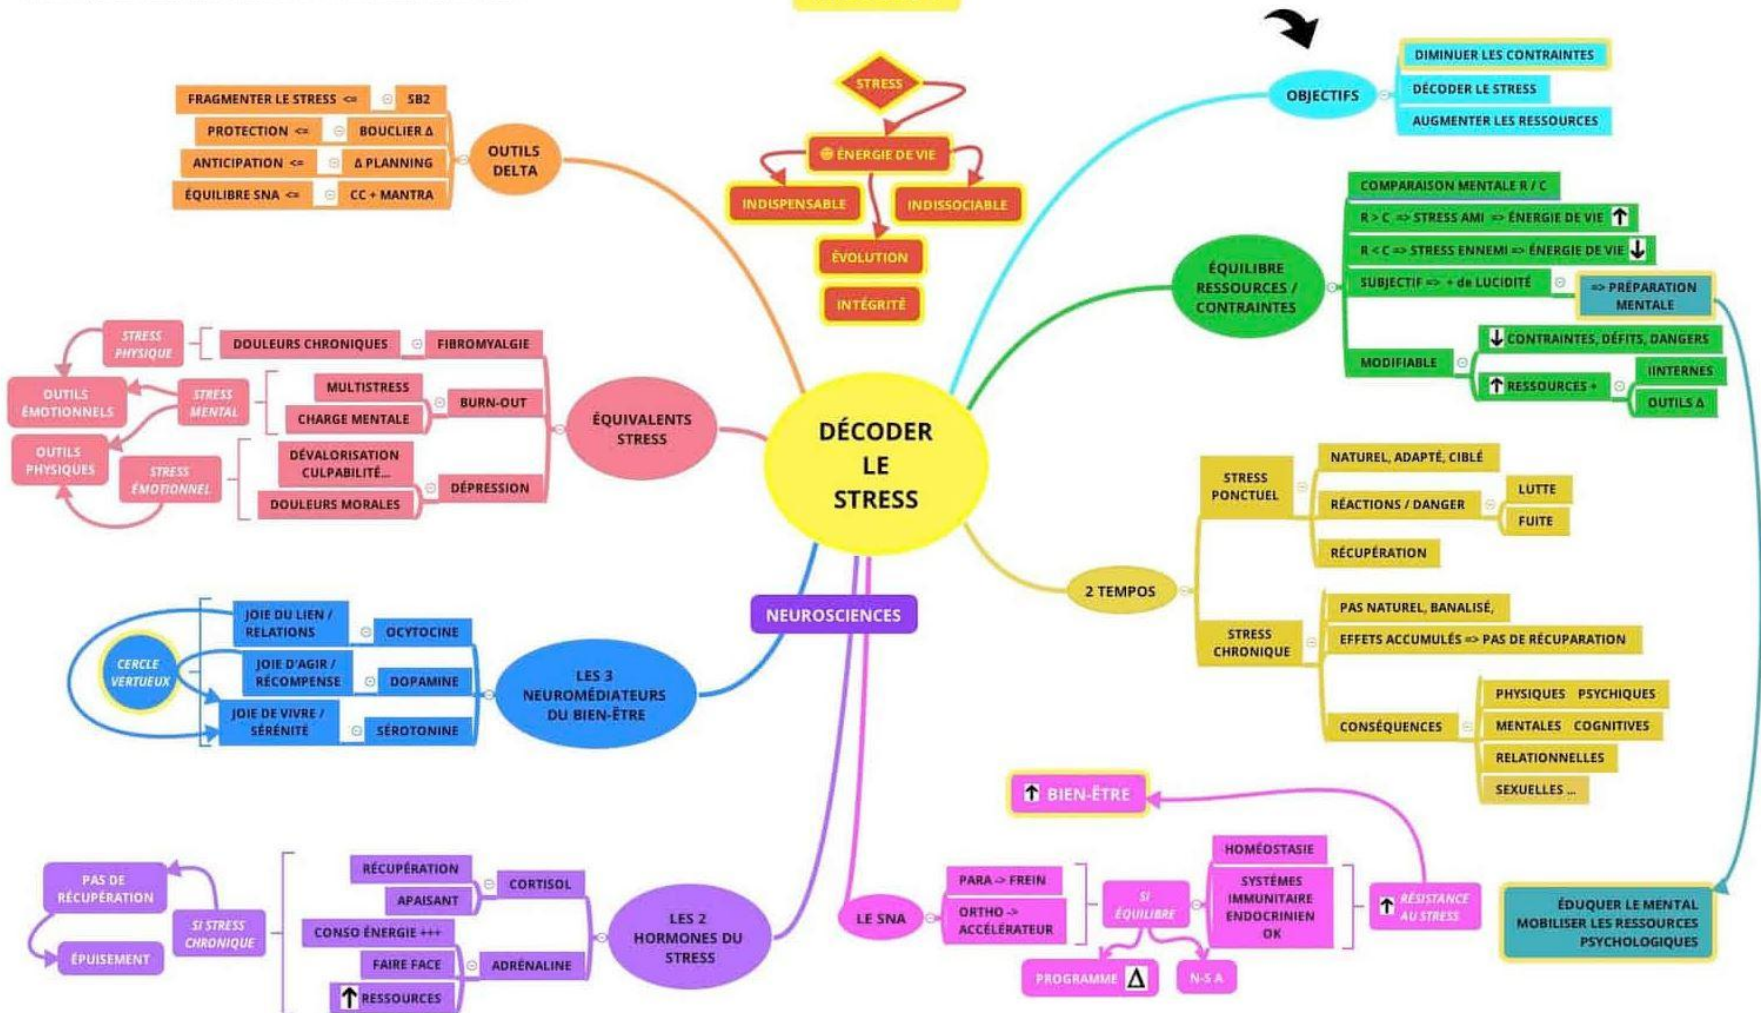 STRESS
☺ ÉNERGIE DE VIE
INDISPENSABLE
INDISSOCIABLE
ÉVOLUTION
INTÉGRITÉ
DÉCODER
LE
STRESS
OBJECTIFS
DIMINUER LES CONTRAINTES
DÉCODER LE STRESS
AUGMENTER LES RESSOURCES
ÉQUILIBRE
RESSOURCES /
CONTRAINTES
COMPARAISON MENTALE R / C
R > C => STRESS AMI => ÉNERGIE DE VIE ↑
R < C => STRESS ENNEMI => ÉNERGIE DE VIE ↓
SUBJECTIF => + de LUCIDITÉ
=> PRÉPARATION
MENTALE
MODIFIABLE
↓ CONTRAINTES, DÉFITS, DANGERS
↑ RESSOURCES +
IINTERNES
OUTILS Δ
2 TEMPOS
STRESS
PONCTUEL
NATUREL, ADAPTÉ, CIBLÉ
RÉACTIONS / DANGER
LUTTE
FUITE
RÉCUPÉRATION
STRESS
CHRONIQUE
PAS NATUREL, BANALISÉ,
EFFETS ACCUMULÉS => PAS DE RÉCUPARATION
CONSÉQUENCES
PHYSIQUES PSYCHIQUES
MENTALES COGNITIVES
RELATIONNELLES
SEXUELLES ...
ÉDUQUER LE MENTAL
MOBILISER LES RESSOURCES
PSYCHOLOGIQUES
NEUROSCIENCES
LE SNA
PARA -> FREIN
ORTHO ->
ACCÉLÉRATEUR
SI
ÉQUILIBRE
PROGRAMME Δ
N-S A
HOMÉOSTASIE
SYSTÈMES
IMMUNITAIRE
ENDOCRINIEN
OK
↑ RÉSISTANCE
AU STRESS
↑ BIEN-ÊTRE
LES 2
HORMONES DU
STRESS
CORTISOL
RÉCUPÉRATION
APAISANT
ADRÉNALINE
CONSO ÉNERGIE +++
FAIRE FACE
↑ RESSOURCES
SI STRESS
CHRONIQUE
PAS DE
RÉCUPÉRATION
ÉPUISEMENT
LES 3
NEUROMÉDIATEURS
DU BIEN-ÊTRE
OCYTOCINE
JOIE DU LIEN /
RELATIONS
DOPAMINE
JOIE D'AGIR /
RÉCOMPENSE
SÉROTONINE
JOIE DE VIVRE /
SÉRÉNITÉ
CERCLE
VERTUEUX
ÉQUIVALENTS
STRESS
FIBROMYALGIE
DOULEURS CHRONIQUES
STRESS
PHYSIQUE
BURN-OUT
MULTISTRESS
CHARGE MENTALE
STRESS
MENTAL
DÉPRESSION
DÉVALORISATION
CULPABILITÉ...
DOULEURS MORALES
STRESS
ÉMOTIONNEL
OUTILS
ÉMOTIONNELS
OUTILS
PHYSIQUES
OUTILS
DELTA
FRAGMENTER LE STRESS <= SB2
PROTECTION <= BOUCLIER Δ
ANTICIPATION <= Δ PLANNING
ÉQUILIBRE SNA <= CC + MANTRA